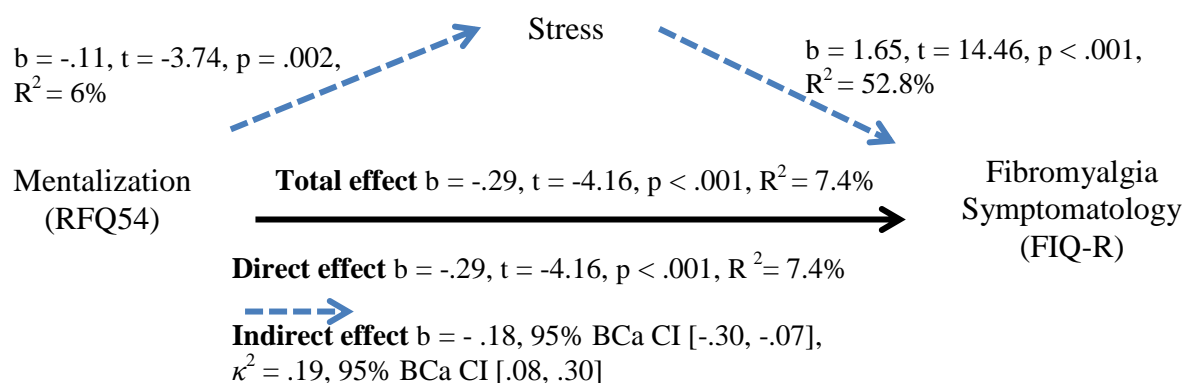 Stress
b = -.11, t = -3.74, p = .002,
R² = 6%
b = 1.65, t = 14.46, p < .001,
R² = 52.8%
Mentalization
(RFQ54)
Total effect b = -.29, t = -4.16, p < .001, R² = 7.4%
Fibromyalgia
Symptomatology
(FIQ-R)
Direct effect b = -.29, t = -4.16, p < .001, R ² = 7.4%
Indirect effect b = - .18, 95% BCa CI [-.30, -.07],
κ² = .19, 95% BCa CI [.08, .30]